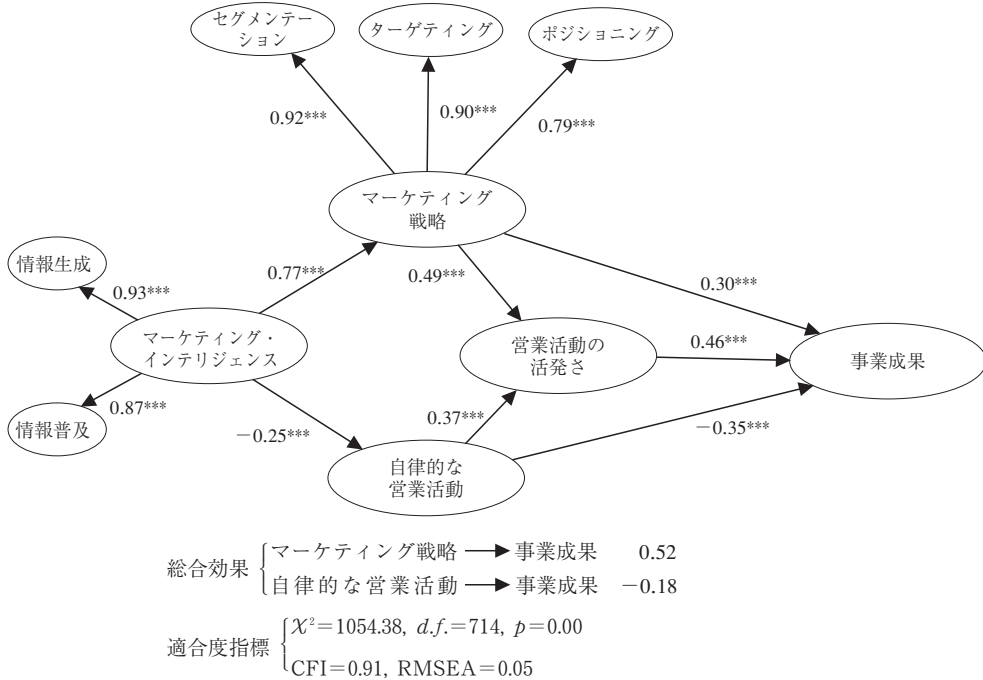 セグメンテー
ション
ターゲティング
ポジショニング
0.92***
0.90***
0.79***
マーケティング
戦略
情報生成
0.77***
0.49***
0.30***
0.93***
マーケティング・
インテリジェンス
営業活動の
活発さ
0.46***
事業成果
0.87***
情報普及
−0.25***
0.37***
−0.35***
自律的な
営業活動
総合効果
マーケティング戦略 → 事業成果 0.52
自律的な営業活動 → 事業成果 −0.18
適合度指標
χ²=1054.38, d.f.=714, p=0.00
CFI=0.91, RMSEA=0.05